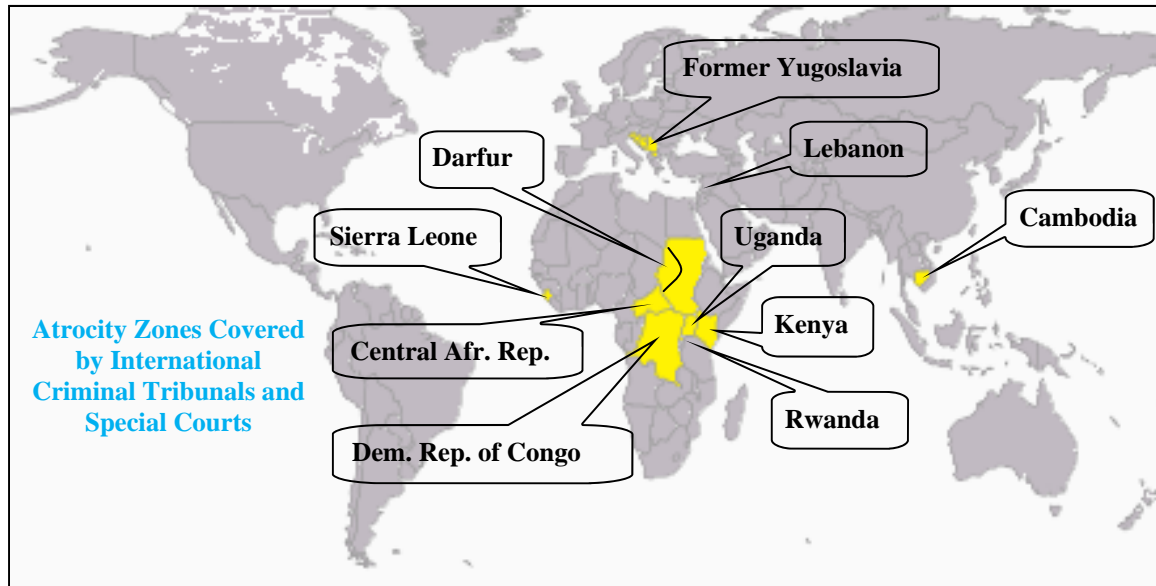 Former Yugoslavia
Darfur
Lebanon
Cambodia
Sierra Leone
Uganda
Atrocity Zones Covered
by International
Criminal Tribunals and
Special Courts
Kenya
Central Afr. Rep.
Rwanda
Dem. Rep. of Congo